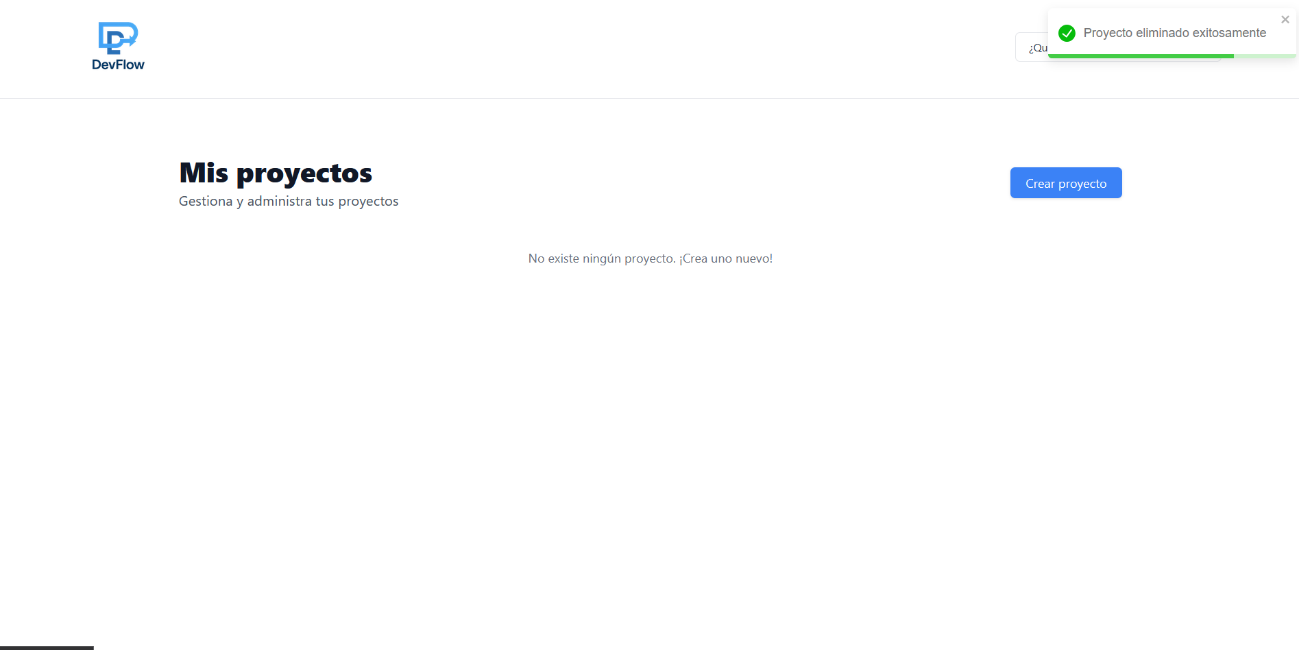 DevFlow
¿Qu
Proyecto eliminado exitosamente
Mis proyectos
Gestiona y administra tus proyectos
Crear proyecto
No existe ningún proyecto. ¡Crea uno nuevo!